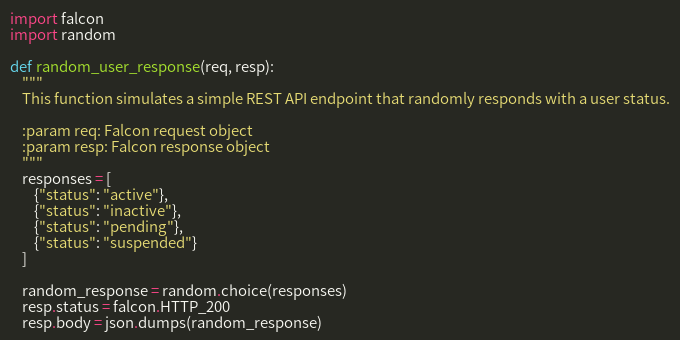 import falcon
import random

def random_user_response(req, resp):
    """
    This function simulates a simple REST API endpoint that randomly responds with a user status.

    :param req: Falcon request object
    :param resp: Falcon response object
    """
    responses = [
        {"status": "active"},
        {"status": "inactive"},
        {"status": "pending"},
        {"status": "suspended"}
    ]

    random_response = random.choice(responses)
    resp.status = falcon.HTTP_200
    resp.body = json.dumps(random_response)